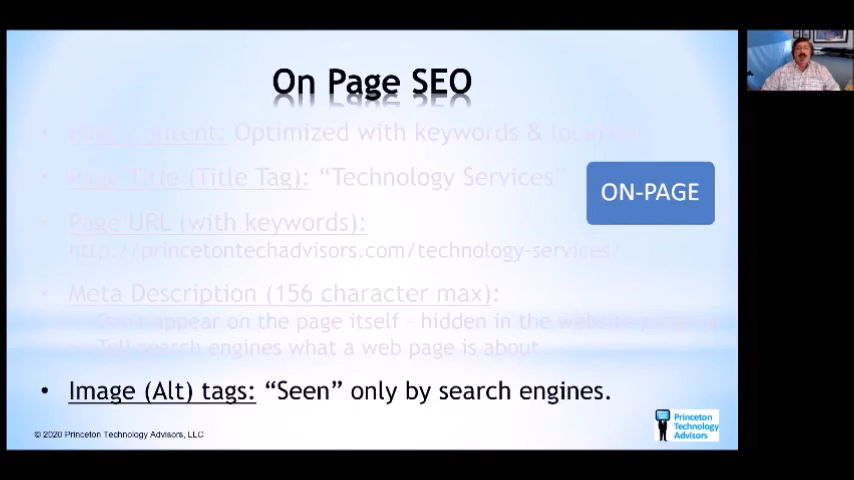 On Page SEO
Content: Optimized with keywords & location
Page Title (Title Tag): “Technology Services”
ON-PAGE
Page URL (with keywords):
http://princetontechadvisors.com/technology-services/
Meta Description (156 character max):
Don't appear on the page itself – hidden in the website
Tell search engines what a web page is about
• Image (Alt) tags: “Seen” only by search engines.
© 2020 Princeton Technology Advisors, LLC
Princeton
Technology
Advisors